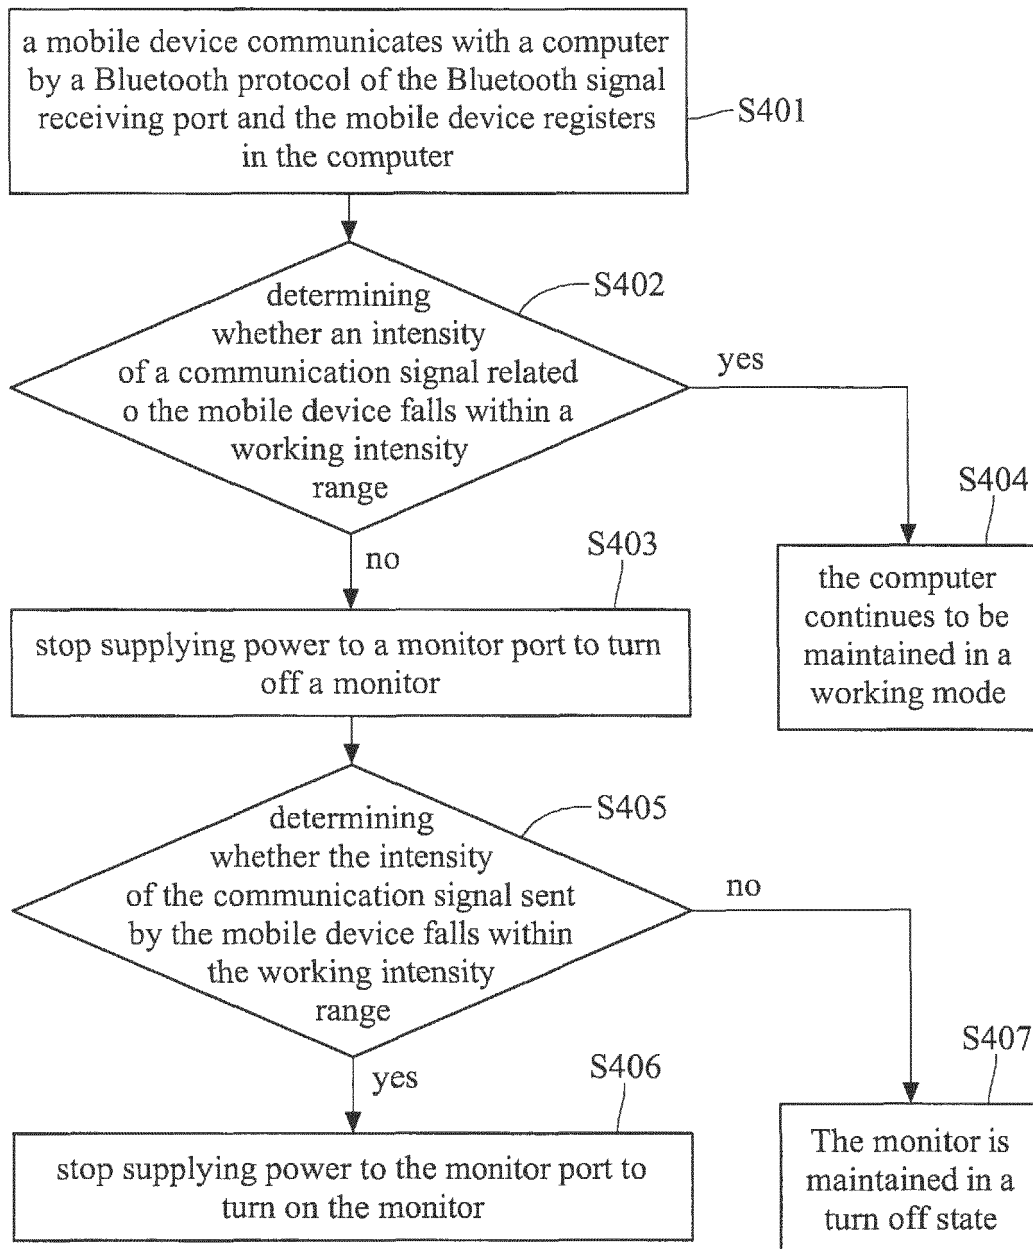 a mobile device communicates with a computer
by a Bluetooth protocol of the Bluetooth signal
receiving port and the mobile device registers
in the computer
S401
determining
whether an intensity
of a communication signal related
o the mobile device falls within a
working intensity
range
S402
yes
no
S403
S404
stop supplying power to a monitor port to turn
off a monitor
the computer
continues to be
maintained in a
working mode
determining
whether the intensity
of the communication signal sent
by the mobile device falls within
the working intensity
range
S405
no
yes
S406
S407
stop supplying power to the monitor port to
turn on the monitor
The monitor is
maintained in a
turn off state